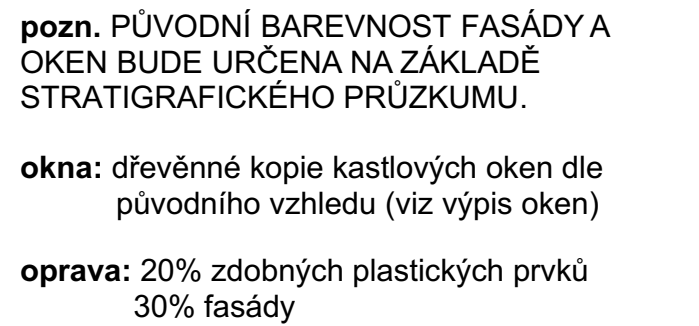 pozn. PŮVODNÍ BAREVNOST FASÁDY A
OKEN BUDE URČENA NA ZÁKLADĚ
STRATIGRAFICKÉHO PRŮZKUMU.
okna: dřevěnné kopie kastlových oken dle
původního vzhledu (viz výpis oken)
oprava: 20% zdobných plastických prvků
30% fasády